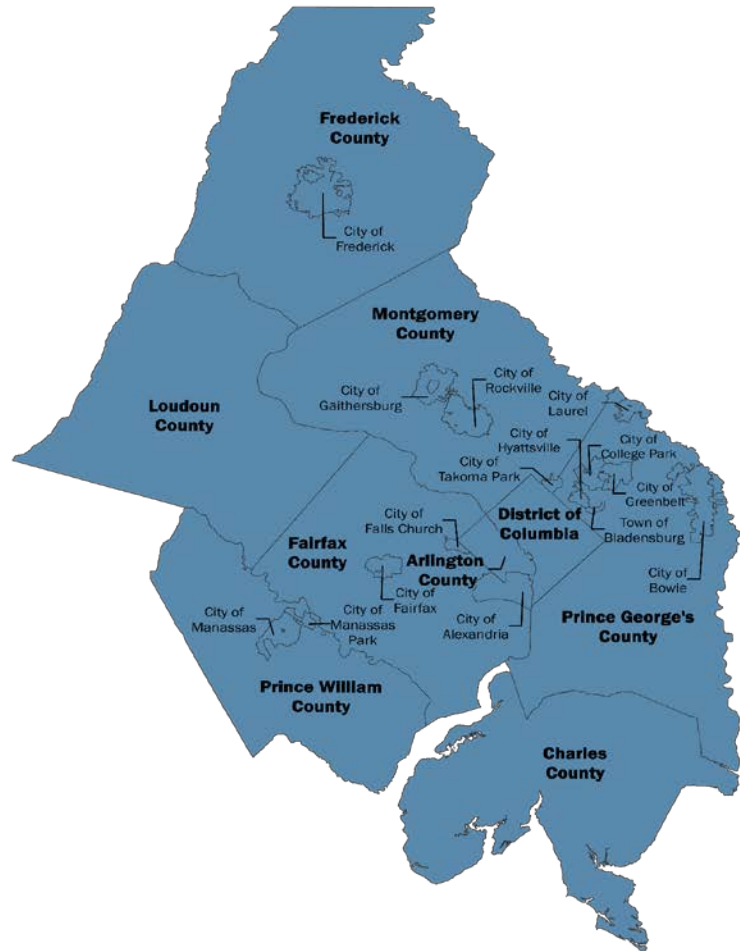 Frederick
County
City of
Frederick
Montgomery
County
City of
Rockville
City of
Gaithersburg
City of
Laurel
Loudoun
County
City of
Hyattsville
City of
College Park
City of
Takoma Park
City of
Greenbelt
City of
Falls Church
District of
Columbia
Town of
Bladensburg
Fairfax
County
Arlington
County
City of
Bowie
City of
Fairfax
City of
Manassas
City of
Manassas
Park
City of
Alexandria
Prince George's
County
Prince William
County
Charles
County